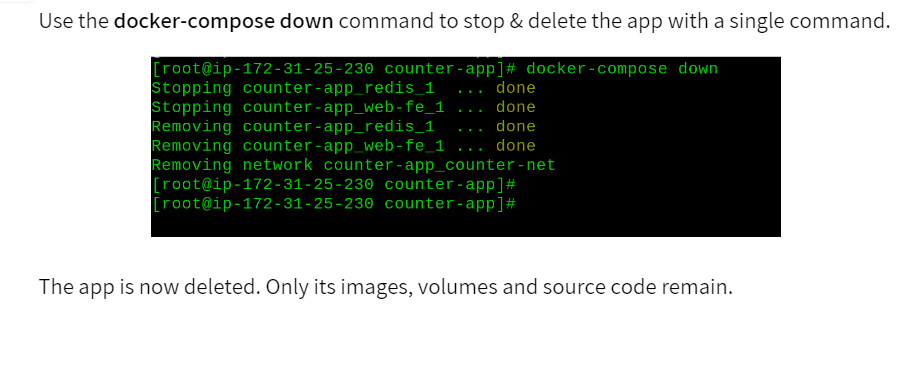 Use the docker-compose down command to stop & delete the app with a single command.
[root@ip-172-31-25-230 counter-app]# docker-compose down
Stopping counter-app_redis_1  ... done
Stopping counter-app_web-fe_1 ... done
Removing counter-app_redis_1  ... done
Removing counter-app_web-fe_1 ... done
Removing network counter-app_counter-net
[root@ip-172-31-25-230 counter-app]#
[root@ip-172-31-25-230 counter-app]#
The app is now deleted. Only its images, volumes and source code remain.